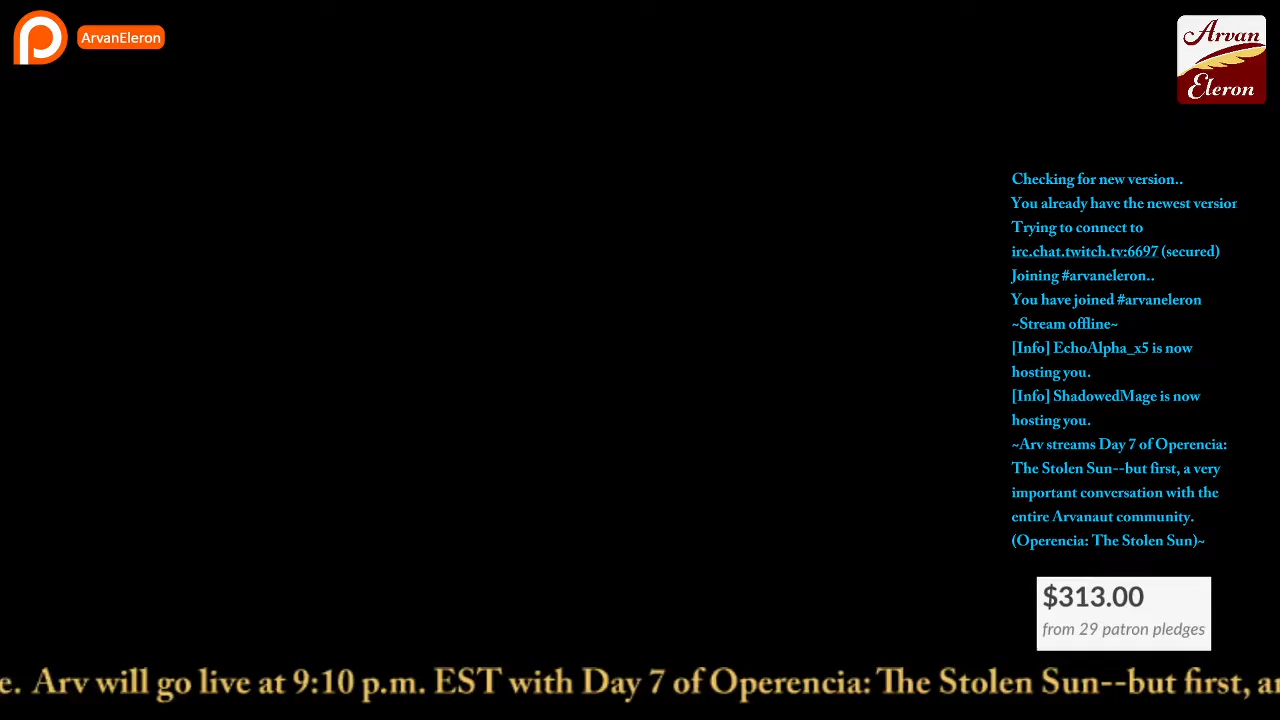 ArvanEleron
Arvan
Eleron
Checking for new version..
You already have the newest version
Trying to connect to
irc.chat.twitch.tv:6697 (secured)
Joining #arvaneleron..
You have joined #arvaneleron
~Stream offline~
[Info] EchoAlpha_x5 is now
hosting you.
[Info] ShadowedMage is now
hosting you.
~Arv streams Day 7 of Operencia:
The Stolen Sun--but first, a very
important conversation with the
entire Arvanaut community.
(Operencia: The Stolen Sun)~
$313.00
from 29 patron pledges
e. Arv will go live at 9:10 p.m. EST with Day 7 of Operencia: The Stolen Sun--but first, a